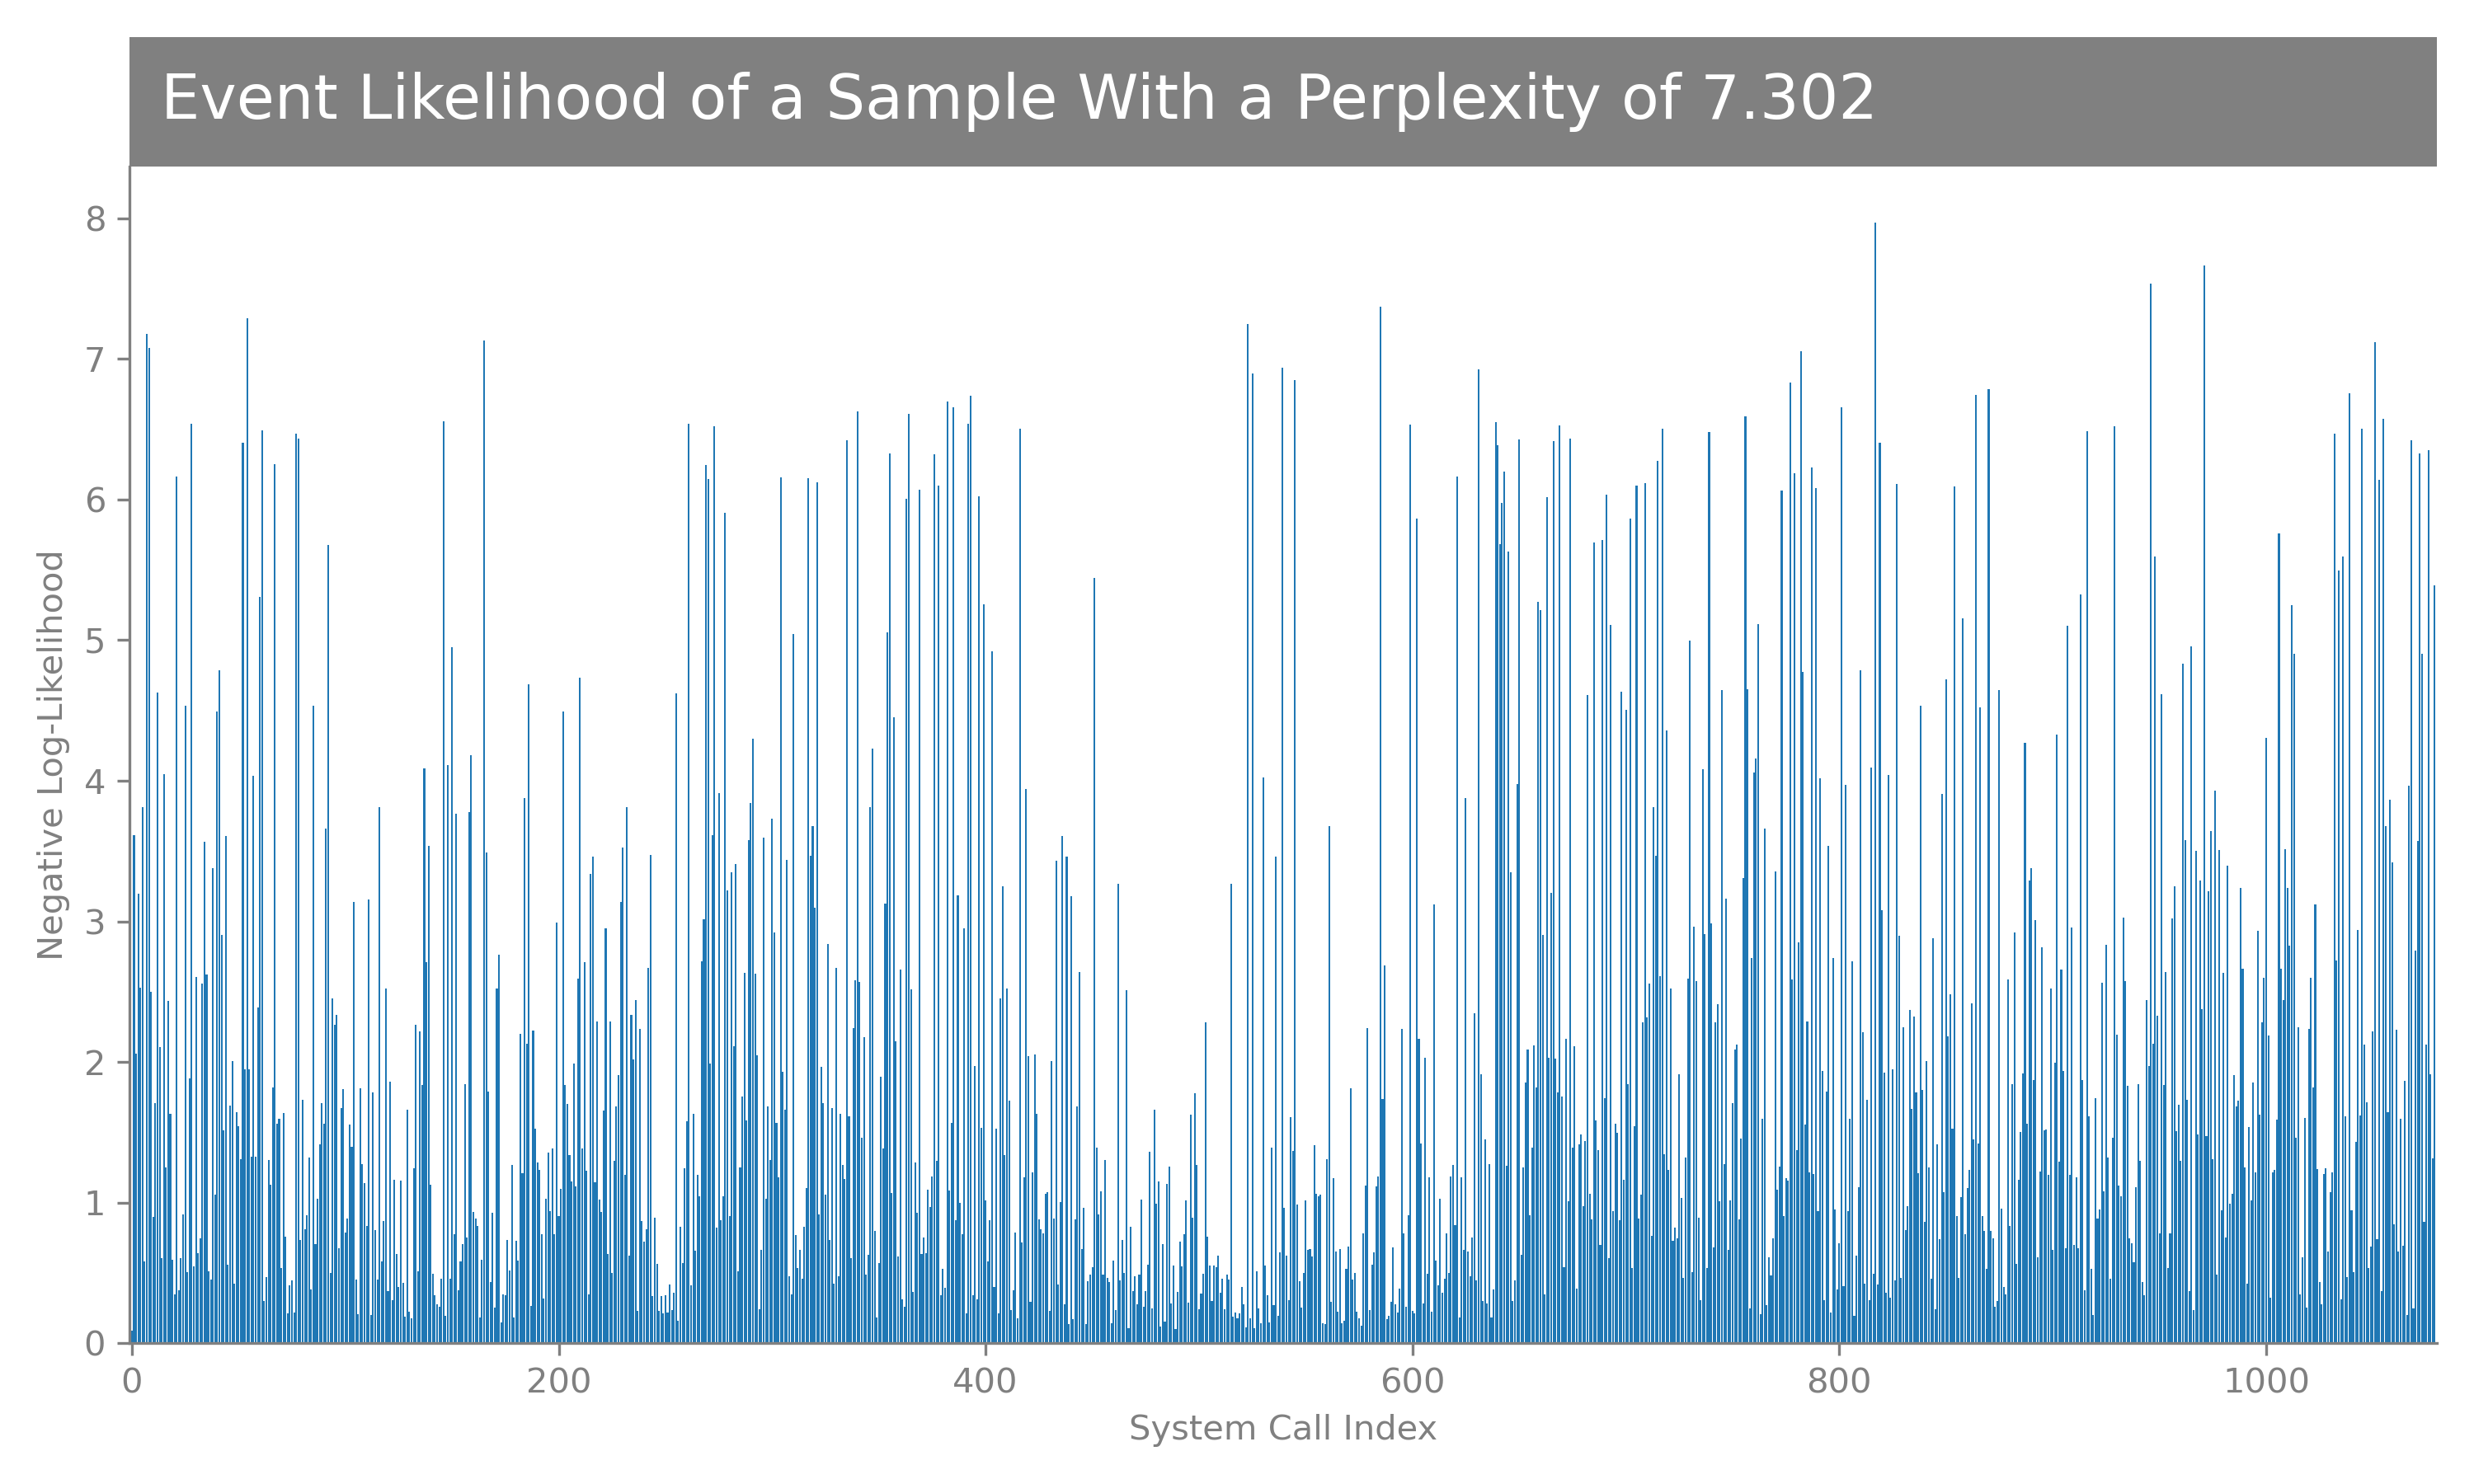 Event Likelihood of a Sample With a Perplexity of 7.302
8
7
6
5
4
3
2
1
0
Negative Log-Likelihood
0 200 400 600 800 1000
System Call Index